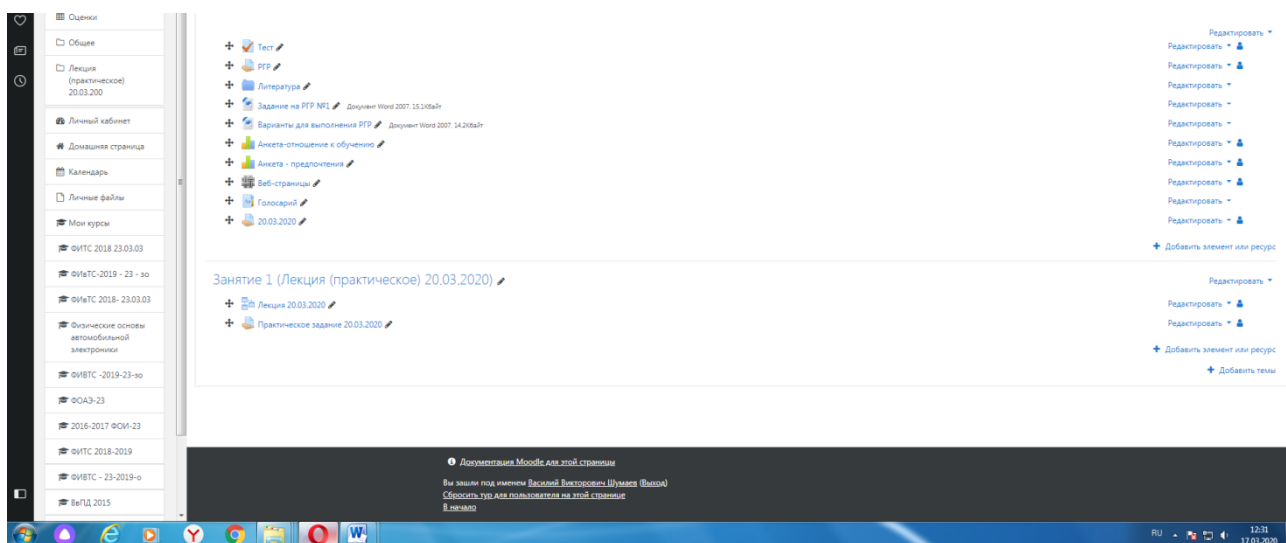 Оценки
Общее
Лекция
(практическое)
20.03.200
Личный кабинет
Домашняя страница
Календарь
Личные файлы
Мои курсы
ФИТС 2018 23.03.03
ФИвТС-2019 - 23 - зо
ФИвТС 2018- 23.03.03
Физические основы
автомобильной
электроники
ФИВТС -2019-23-зо
ФОАЭ-23
2016-2017 ФОИ-23
ФИТС 2018-2019
ФИВТС - 23-2019-о
ВвПД 2015
Редактировать
Тест Редактировать
РГР Редактировать
Литература Редактировать
Задание на РГР №1 Документ Word 2007, 15.1Кбайт Редактировать
Варианты для выполнения РГР Документ Word 2007, 14.2Кбайт Редактировать
Анкета-отношение к обучению Редактировать
Анкета - предпочтения Редактировать
Веб-страницы Редактировать
Голосарий Редактировать
20.03.2020 Редактировать
Добавить элемент или ресурс
Занятие 1 (Лекция (практическое) 20.03.2020) Редактировать
Лекция 20.03.2020 Редактировать
Практическое задание 20.03.2020 Редактировать
Добавить элемент или ресурс
Добавить темы
Документация Moodle для этой страницы
Вы зашли под именем Василий Викторович Шумаев (Выход)
Сбросить тур для пользователя на этой странице
В начало
RU 12:31
17.03.2020